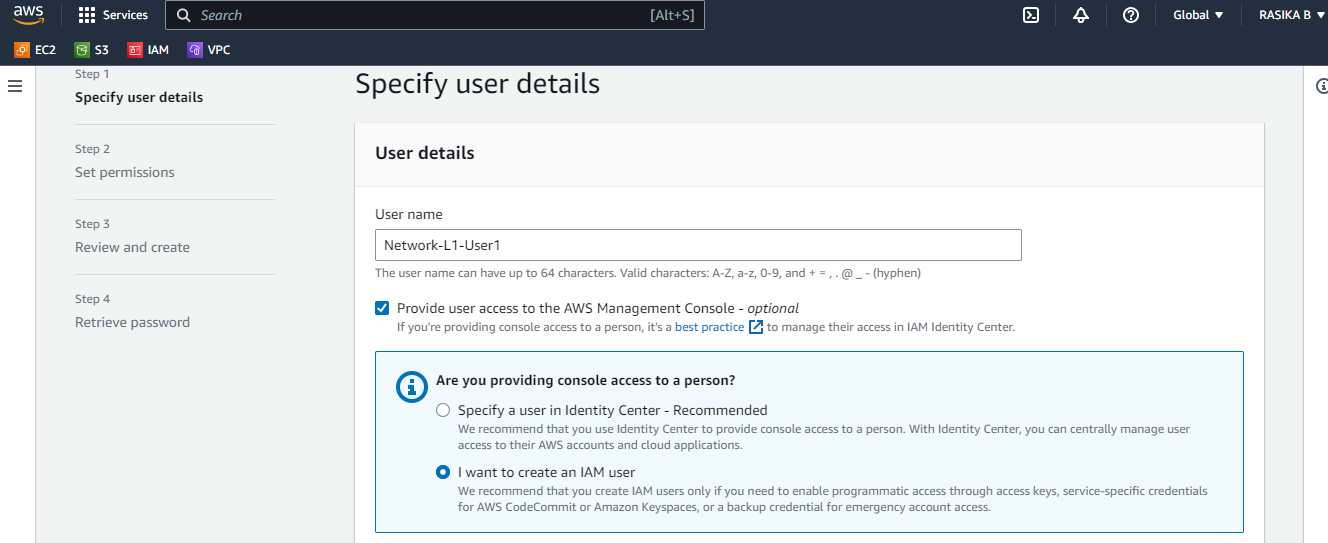 aws
Services
Search
[Alt+S]
Global
RASIKA B
EC2
S3
IAM
VPC
Step 1
Specify user details
Step 2
Set permissions
Step 3
Review and create
Step 4
Retrieve password
Specify user details
User details
User name
Network-L1-User1
The user name can have up to 64 characters. Valid characters: A-Z, a-z, 0-9, and + = , . @ _ - (hyphen)
Provide user access to the AWS Management Console - optional
If you're providing console access to a person, it's a best practice to manage their access in IAM Identity Center.
Are you providing console access to a person?
Specify a user in Identity Center - Recommended
We recommend that you use Identity Center to provide console access to a person. With Identity Center, you can centrally manage user
access to their AWS accounts and cloud applications.
I want to create an IAM user
We recommend that you create IAM users only if you need to enable programmatic access through access keys, service-specific credentials
for AWS CodeCommit or Amazon Keyspaces, or a backup credential for emergency account access.